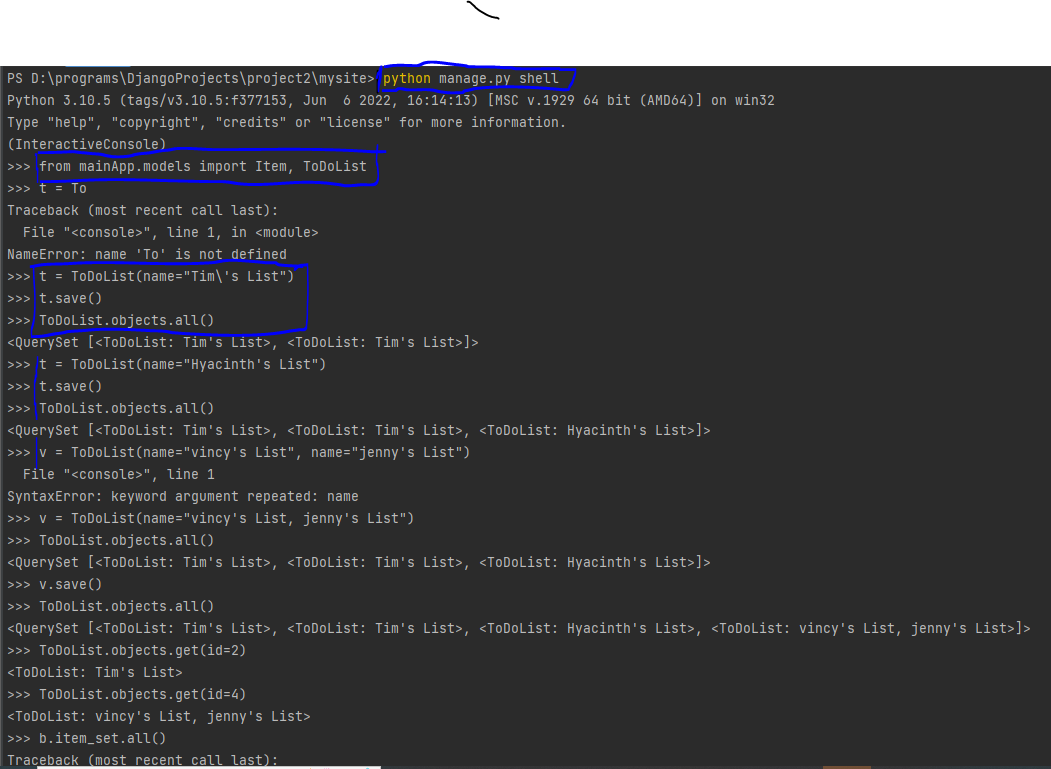 PS D:\programs\DjangoProjects\project2\mysite> python manage.py shell
Python 3.10.5 (tags/v3.10.5:f377153, Jun  6 2022, 16:14:13) [MSC v.1929 64 bit (AMD64)] on win32
Type "help", "copyright", "credits" or "license" for more information.
(InteractiveConsole)
>>> from mainApp.models import Item, ToDoList
>>> t = To
Traceback (most recent call last):
  File "<console>", line 1, in <module>
NameError: name 'To' is not defined
>>> t = ToDoList(name="Tim\'s List")
>>> t.save()
>>> ToDoList.objects.all()
<QuerySet [<ToDoList: Tim's List>, <ToDoList: Tim's List>]>
>>> t = ToDoList(name="Hyacinth's List")
>>> t.save()
>>> ToDoList.objects.all()
<QuerySet [<ToDoList: Tim's List>, <ToDoList: Tim's List>, <ToDoList: Hyacinth's List>]>
>>> v = ToDoList(name="vincy's List", name="jenny's List")
  File "<console>", line 1
SyntaxError: keyword argument repeated: name
>>> v = ToDoList(name="vincy's List, jenny's List")
>>> ToDoList.objects.all()
<QuerySet [<ToDoList: Tim's List>, <ToDoList: Tim's List>, <ToDoList: Hyacinth's List>]>
>>> v.save()
>>> ToDoList.objects.all()
<QuerySet [<ToDoList: Tim's List>, <ToDoList: Tim's List>, <ToDoList: Hyacinth's List>, <ToDoList: vincy's List, jenny's List>]>
>>> ToDoList.objects.get(id=2)
<ToDoList: Tim's List>
>>> ToDoList.objects.get(id=4)
<ToDoList: vincy's List, jenny's List>
>>> b.item_set.all()
Traceback (most recent call last):